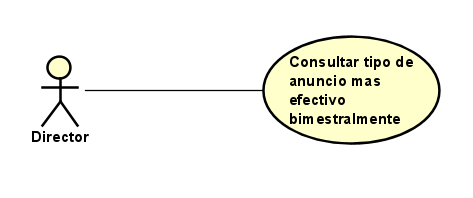 Consultar tipo de
anuncio mas
efectivo
bimestralmente
Director